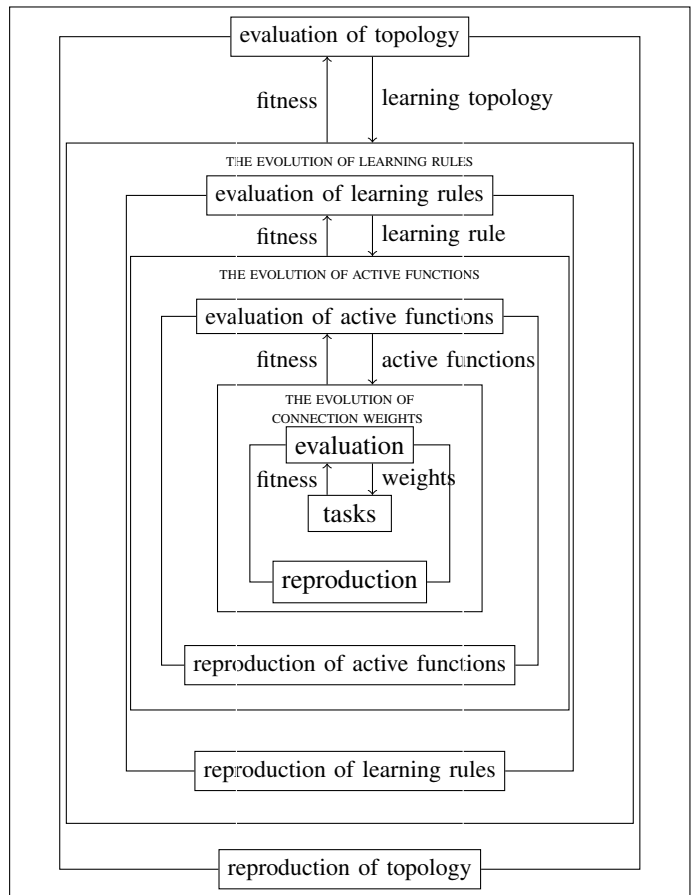 evaluation of topology
fitness
learning topology
THE EVOLUTION OF LEARNING RULES
evaluation of learning rules
fitness
learning rule
THE EVOLUTION OF ACTIVE FUNCTIONS
evaluation of active functions
fitness
active functions
THE EVOLUTION OF
CONNECTION WEIGHTS
evaluation
fitness
weights
tasks
reproduction
reproduction of active functions
reproduction of learning rules
reproduction of topology